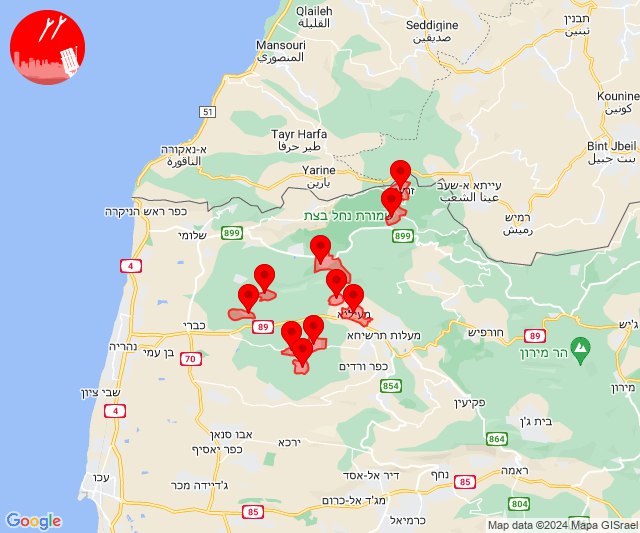 Qlaileh
القليلة
Seddigine
صديقين
תבנין
تبنين
Mansouri
المنصوري
Kounine
كونين
51
Tayr Harfa
طير حرفا
Bint Jbeil
بنت جبيل
א-נאקורה
الناقورة
Yarine
يارين
עייתא א-שעב
عيتا الشعب
שמורת נחל בצת
רמיש
رميش
כפר ראש הניקרה
שלומי
899
899
4
כברי
89
מעיליא
מעלות תרשיחא
חורפיש
89
ג'יש
נהריה
בן עמי
70
הר מירון
כפר ורדים
854
מירון
שבי ציון
4
פקיעין
בית ג'ן
אבו סנאן
כפר יאסיף
ירכא
864
ראמה
עכו
ג'דיידה מכר
דיר אל-אסד
נחף
85
מג'ד אל-כרום
85
804
כרמיאל
Google
Map data ©2024 Mapa GISrael